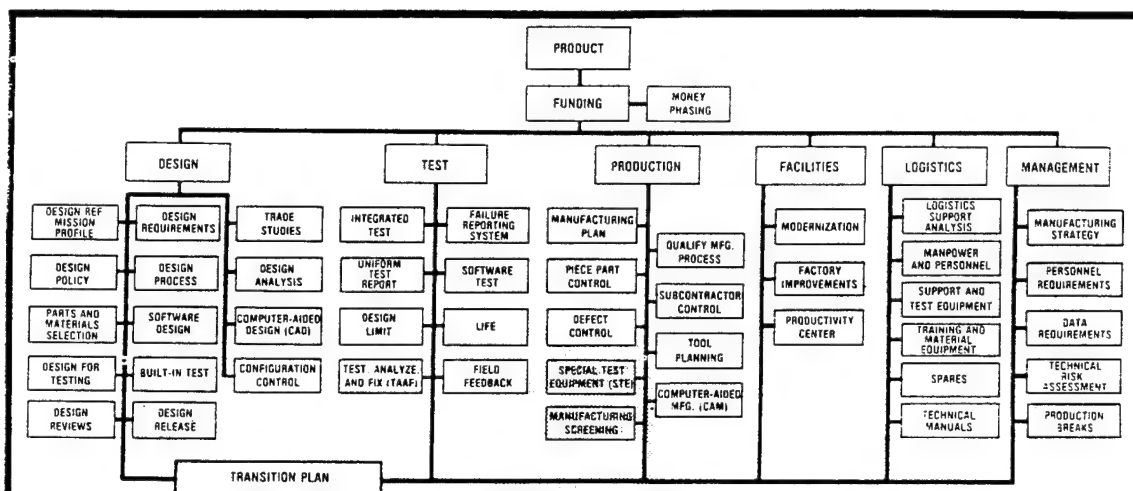 PRODUCT
FUNDING
MONEY
PHASING
DESIGN
TEST
PRODUCTION
FACILITIES
LOGISTICS
MANAGEMENT
DESIGN REF
MISSION
PROFILE
DESIGN
REQUIREMENTS
TRADE
STUDIES
DESIGN
POLICY
DESIGN
PROCESS
DESIGN
ANALYSIS
PARTS AND
MATERIALS
SELECTION
SOFTWARE
DESIGN
COMPUTER-AIDED
DESIGN (CAD)
DESIGN FOR
TESTING
BUILT-IN TEST
CONFIGURATION
CONTROL
DESIGN
REVIEWS
DESIGN
RELEASE
INTEGRATED
TEST
FAILURE
REPORTING
SYSTEM
UNIFORM
TEST
REPORT
SOFTWARE
TEST
DESIGN
LIMIT
LIFE
TEST, ANALYZE,
AND FIX (TAAF)
FIELD
FEEDBACK
MANUFACTURING
PLAN
QUALIFY MFG.
PROCESS
PIECE PART
CONTROL
SUBCONTRACTOR
CONTROL
DEFECT
CONTROL
TOOL
PLANNING
SPECIAL TEST
EQUIPMENT (STE)
COMPUTER-AIDED
MFG. (CAM)
MANUFACTURING
SCREENING
MODERNIZATION
FACTORY
IMPROVEMENTS
PRODUCTIVITY
CENTER
LOGISTICS
SUPPORT
ANALYSIS
MANPOWER
AND PERSONNEL
SUPPORT AND
TEST EQUIPMENT
TRAINING AND
MATERIAL
EQUIPMENT
SPARES
TECHNICAL
MANUALS
MANUFACTURING
STRATEGY
PERSONNEL
REQUIREMENTS
DATA
REQUIREMENTS
TECHNICAL
RISK
ASSESSMENT
PRODUCTION
BREAKS
TRANSITION PLAN